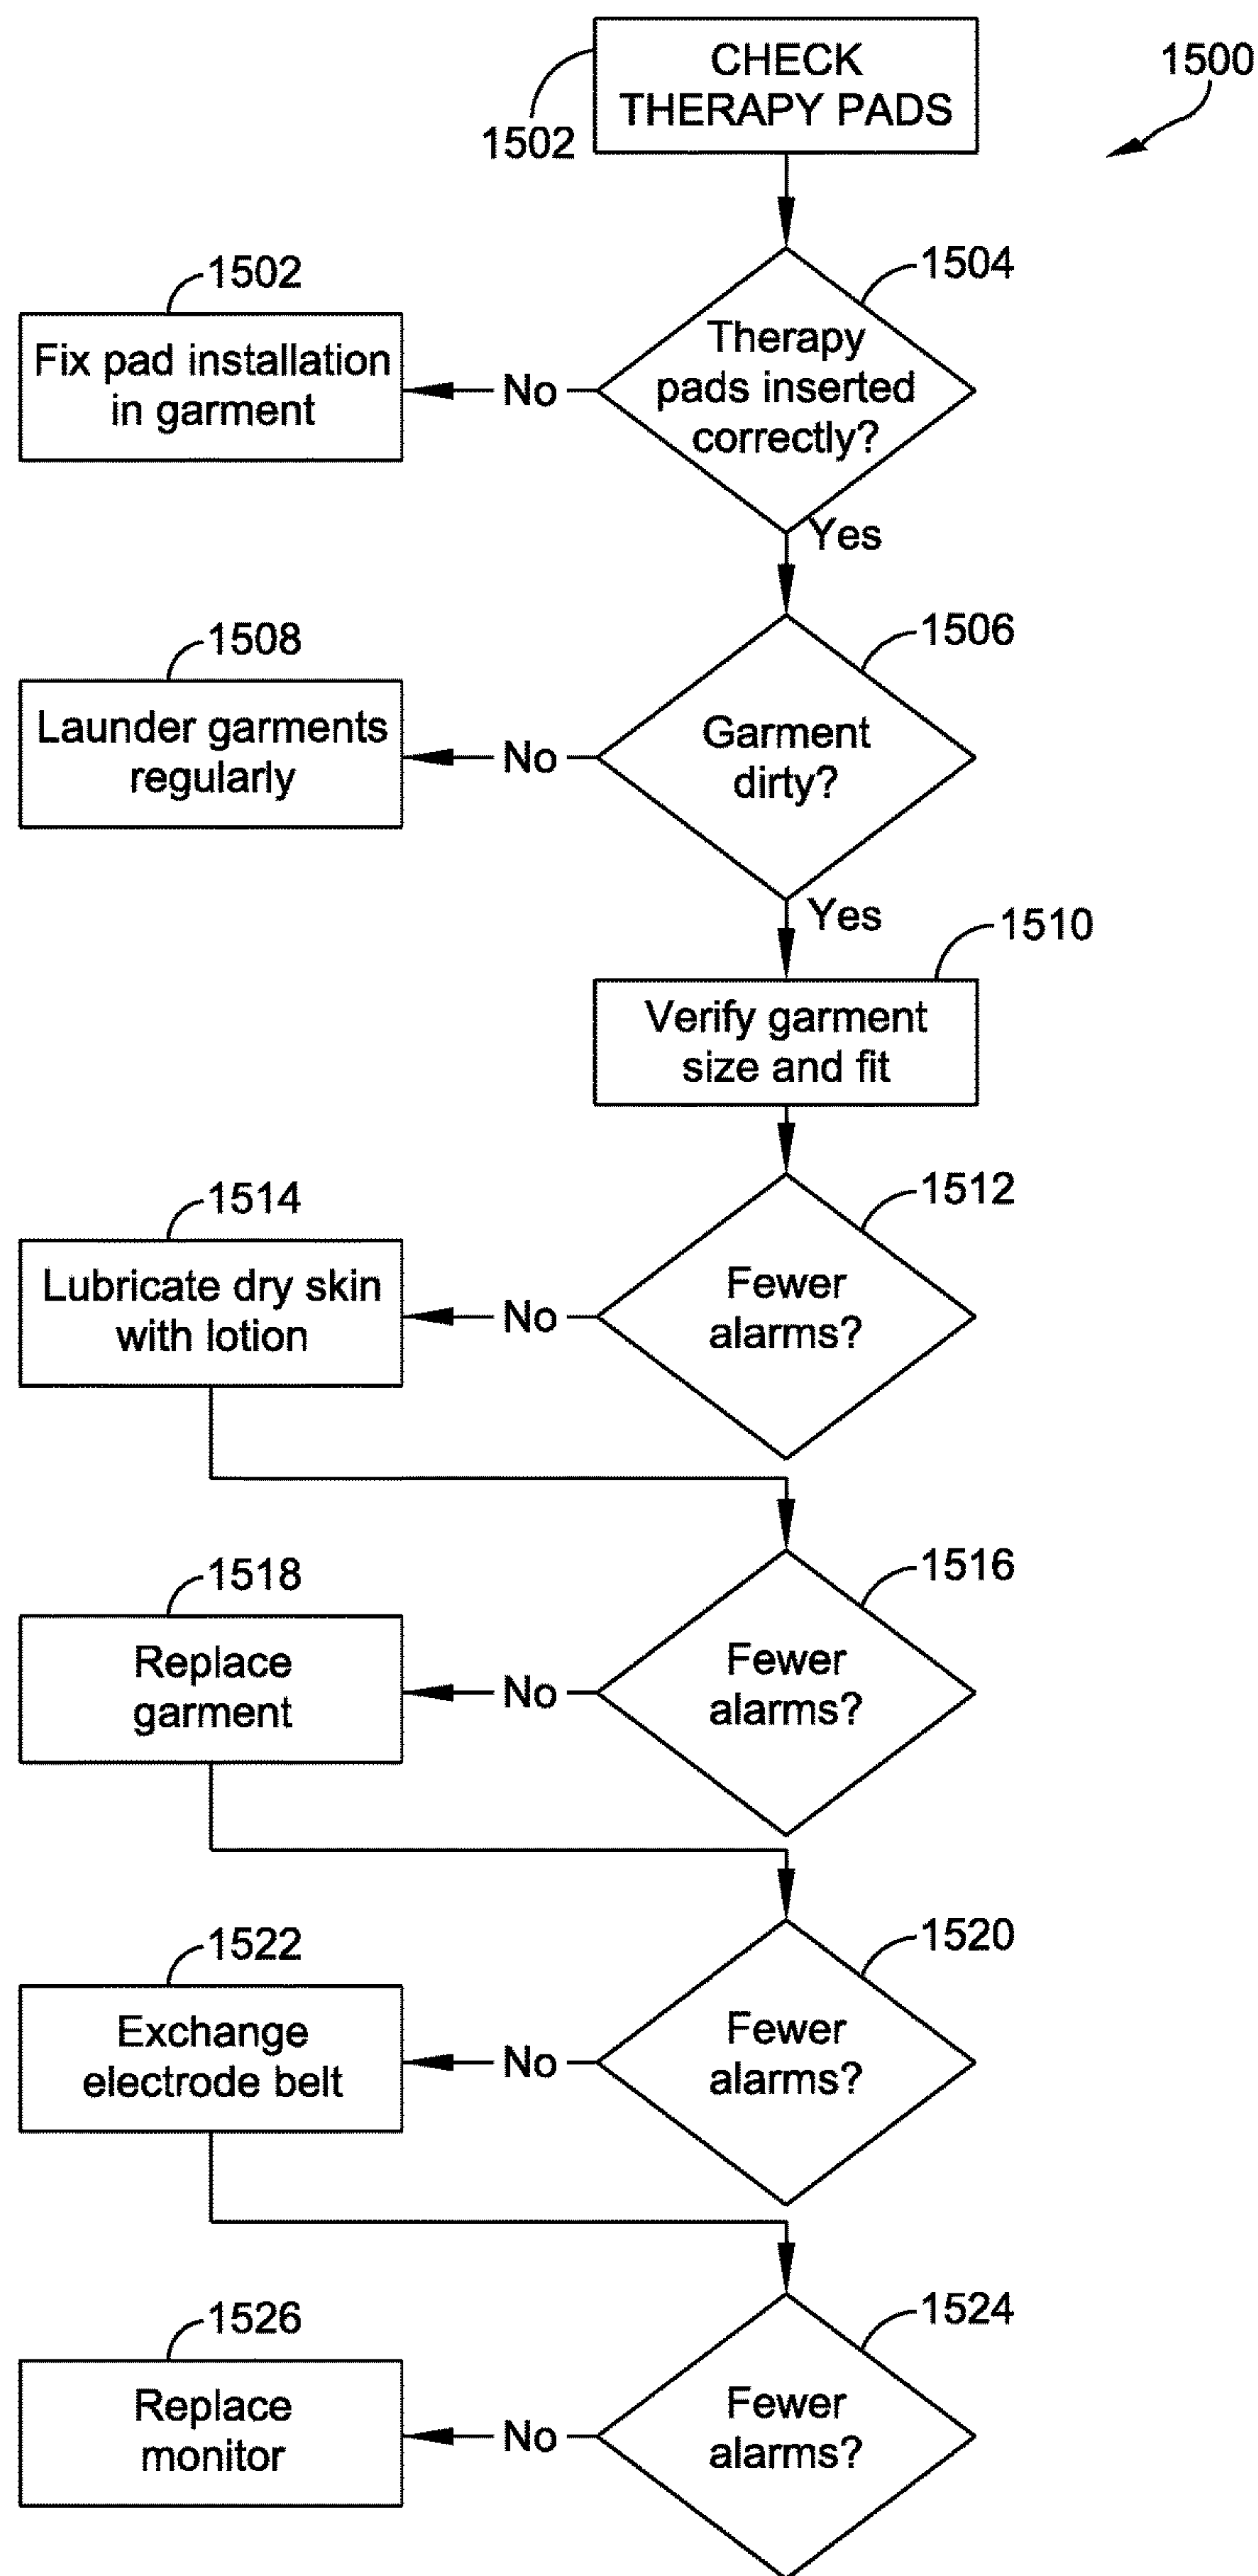 CHECK
THERAPY PADS
1500
1502
1504
Therapy
pads inserted
correctly?
1502
Fix pad installation
in garment
No
Yes
1506
Garment
dirty?
1508
Launder garments
regularly
No
Yes
1510
Verify garment
size and fit
1512
Fewer
alarms?
1514
Lubricate dry skin
with lotion
No
1516
Fewer
alarms?
1518
Replace
garment
No
1520
Fewer
alarms?
1522
Exchange
electrode belt
No
1524
Fewer
alarms?
1526
Replace
monitor
No